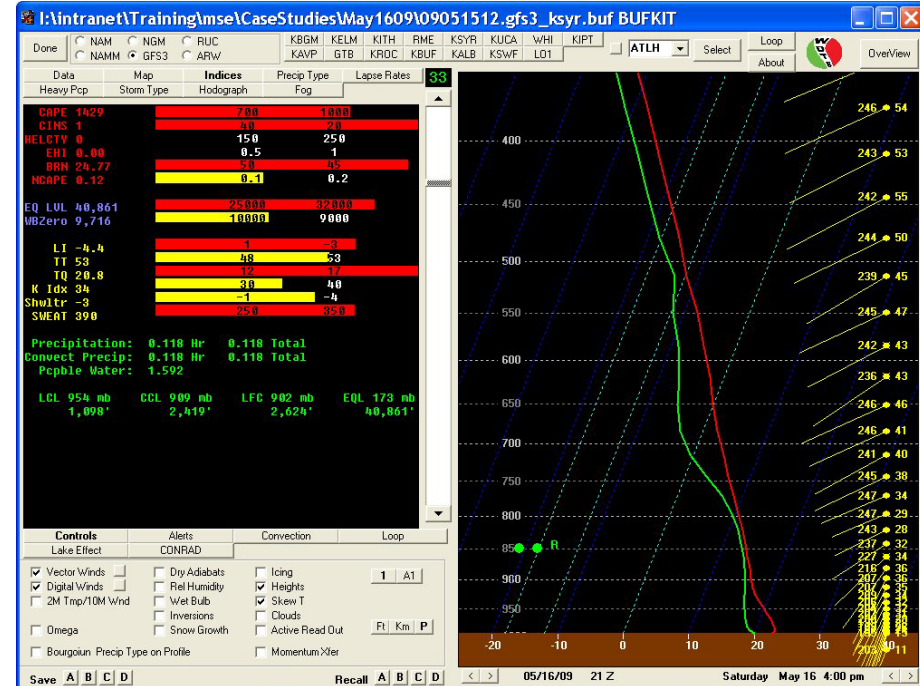 I:\intranet\Training\mse\CaseStudies\May1609\09051512.gfs3_ksyr.buf BUFKIT
Done NAM NGM RUC KBGM KELM KITH RME KSYR KUCA WHI KIPT ATLH Select Loop OverView
NAMM GFS3 ARW KAVP GTB KROC KBUF KALB KSWF LO1 About
Data Map Indices Precip Type Lapse Rates 33
Heavy Pcp Storm Type Hodograph Fog
CAPE 1429 700 1000
CINS 1 40 20
HELCTY 0 150 250
EHI 0.00 0.5 1
BRN 24.77 50 45
NCAPE 0.12 0.1 0.2
EQ LVL 40,861 25000 32000
WBZero 9,716 10000 9000
LI -4.4 1 -3
TT 53 48 53
TQ 20.8 12 17
K Idx 34 30 40
Shwltr -3 -1 -4
SWEAT 390 250 350
Precipitation: 0.118 Hr 0.118 Total
Convect Precip: 0.118 Hr 0.118 Total
Pcpble Water: 1.592
LCL 954 mb CCL 909 mb LFC 902 mb EQL 173 mb
1,098' 2,419' 2,624' 40,861'
Controls Alerts Convection Loop
Lake Effect CONRAD
Vector Winds Dry Adiabats Icing 1 A1
Digital Winds Rel Humidity Heights
2M Tmp/10M Wnd Wet Bulb Skew T
Inversions Clouds
Omega Snow Growth Active Read Out Ft Km P
Bourgoiun Precip Type on Profile Momentum Xfer
Save A B C D Recall A B C D
400
450
500
550
600
650
700
750
800
850 R
900
950
-20 -10 0 10 20 30
246 54
243 53
242 55
244 50
239 45
245 47
242 43
236 43
246 46
246 41
241 40
245 38
247 34
247 29
243 28
237 32
227 34
216 36
207 36
203 11
< > 05/16/09 21 Z Saturday May 16 4:00 pm < >